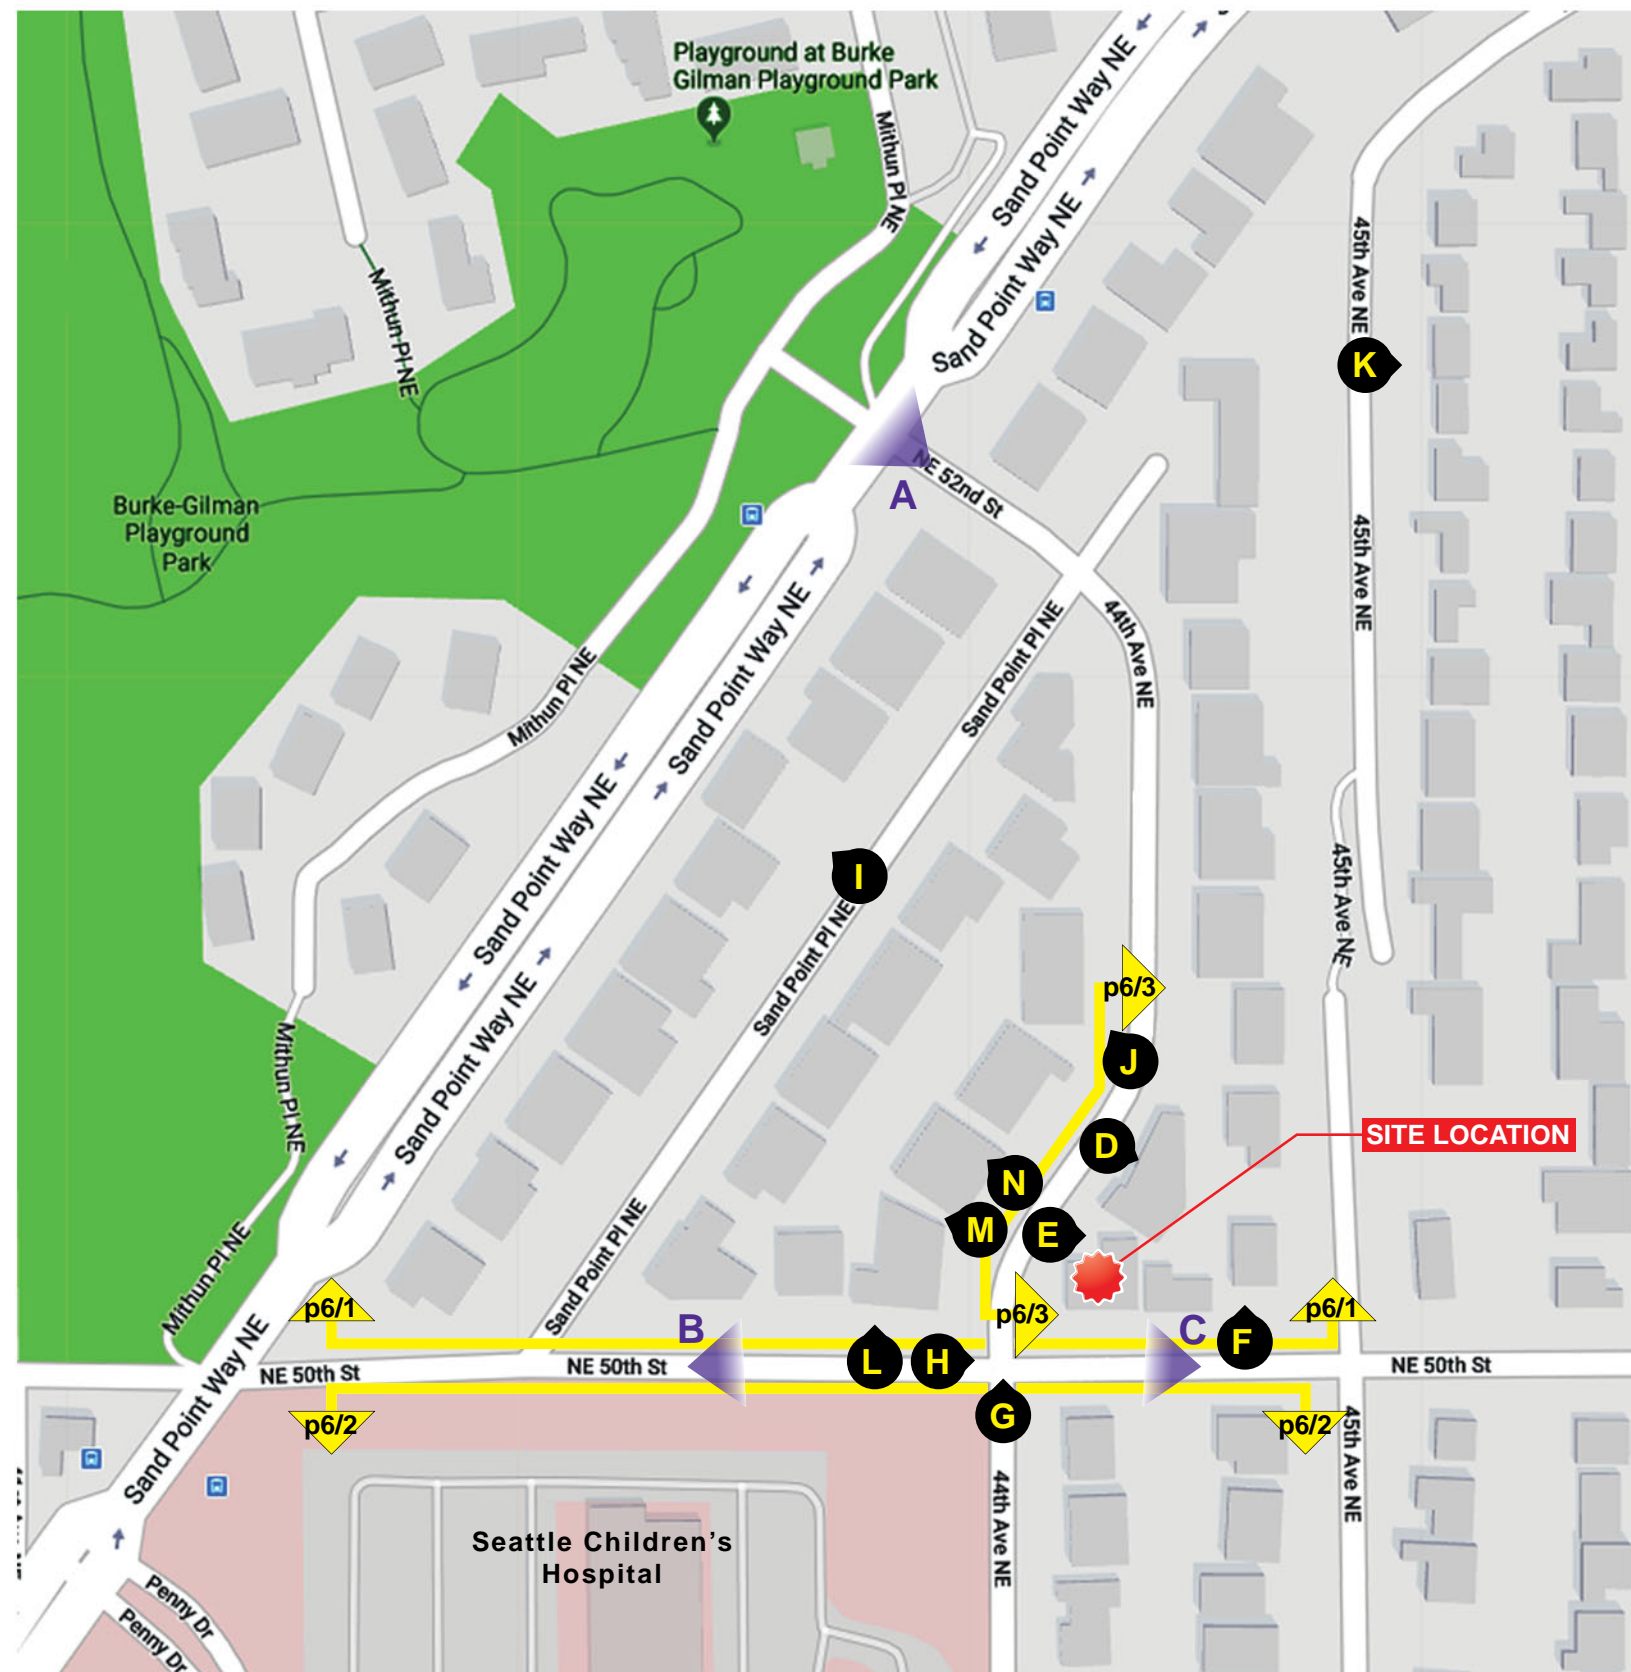 Playground at Burke
Gilman Playground Park
Sand Point Way NE
Mithun Pl NE
Sand Point Way NE
Sand Point Way NE
45th Ave NE
Mithun Pl NE
K
A
NE 52nd St
Burke-Gilman
Playground
Park
45th Ave NE
44th Ave NE
Sand Point Pl NE
Sand Point Way NE
Mithun Pl NE
Sand Point Way NE
I
45th Ave NE
Sand Point Pl NE
p6/3
Sand Point Way NE
Mithun Pl NE
J
SITE LOCATION
D
N
M
E
Mithun Pl NE
Sand Point Pl NE
p6/1
p6/3
p6/1
B
C
F
L
H
Sand Point Way NE
NE 50th St
NE 50th St
NE 50th St
G
p6/2
p6/2
45th Ave NE
44th Ave NE
Seattle Children's
Hospital
Penny Dr
Penny Dr